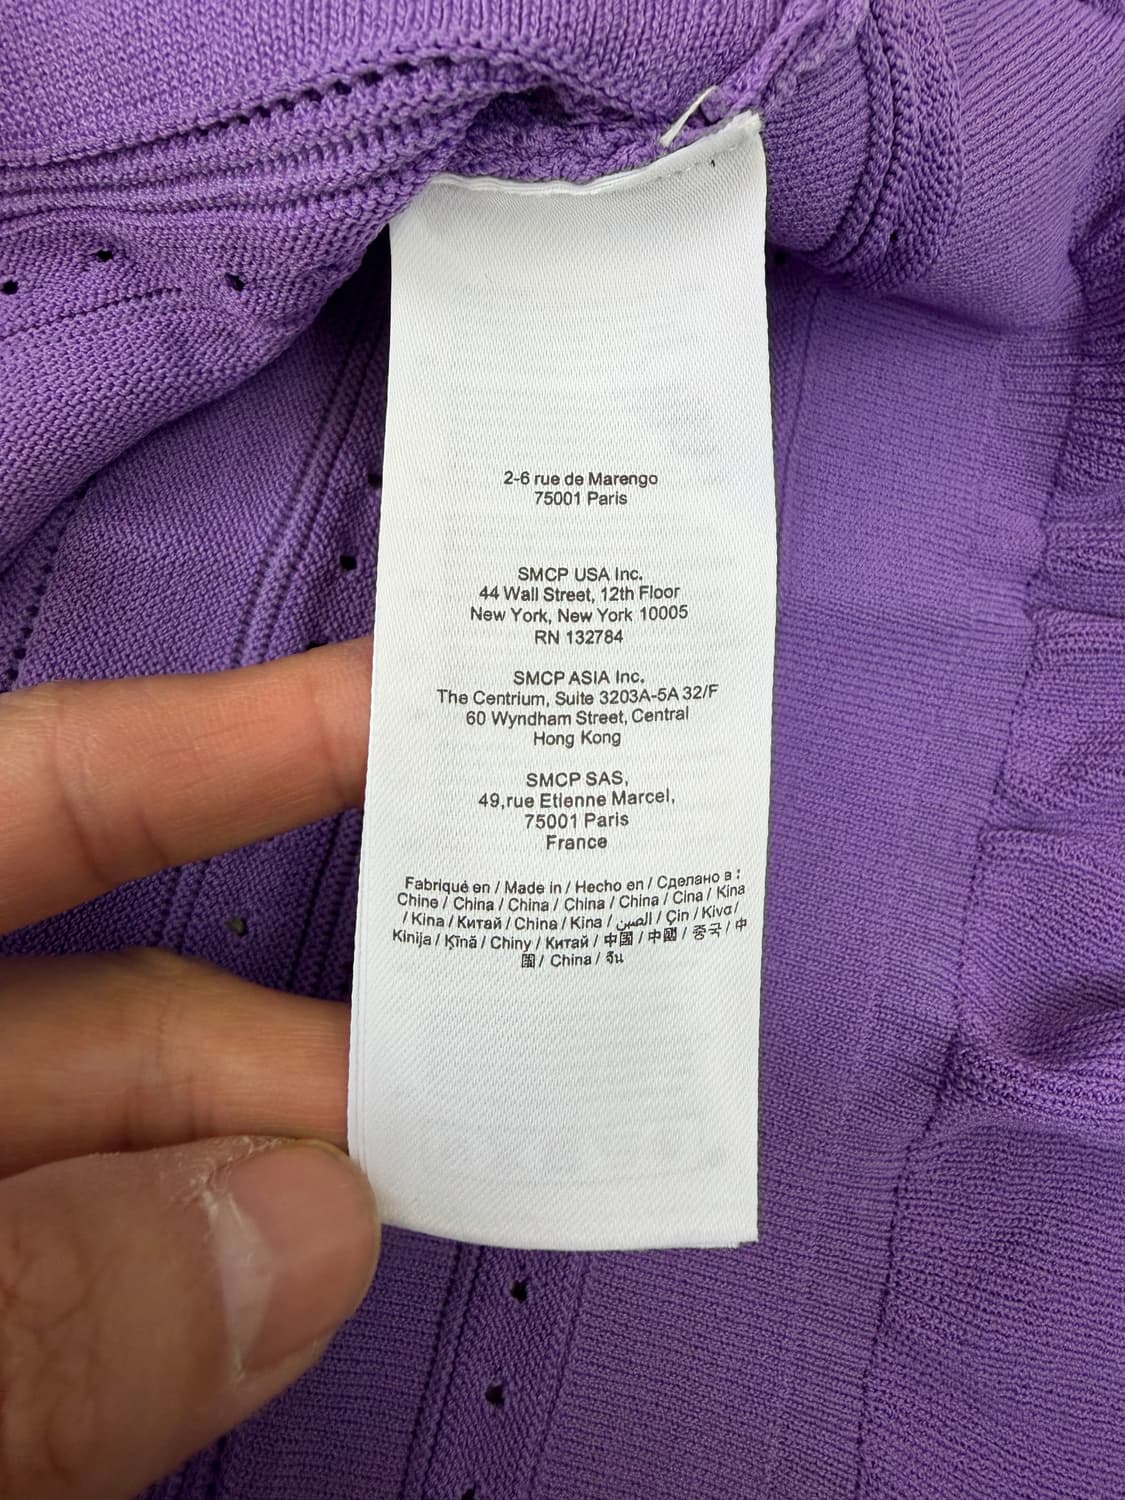 2-6 rue de Marengo
75001 Paris
SMCP USA Inc.
44 Wall Street, 12th Floor
New York, New York 10005
RN 132784
SMCP ASIA Inc.
The Centrium, Suite 3203A-5A 32/F
60 Wyndham Street, Central
Hong Kong
SMCP SAS,
49,rue Etienne Marcel,
75001 Paris
France
Fabriqué en / Made in / Hecho en / Сделано в :
Chine / China / China / China / China / Cina / Kina
/ Kina / Китай / China / Kina / الصين / Çin / Κινα /
Kinija / Ķīnā / Chiny / Китай / 中国 / 中國 / 중국 / 中
国 / China / จีน